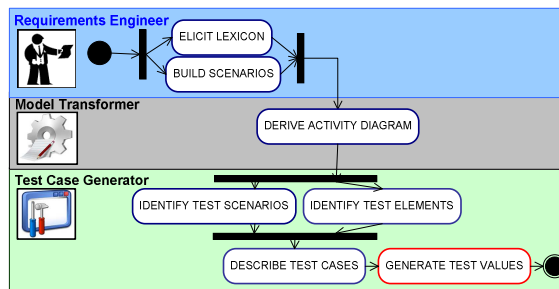 Requirements Engineer
ELICIT LEXICON
BUILD SCENARIOS
Model Transformer
DERIVE ACTIVITY DIAGRAM
Test Case Generator
IDENTIFY TEST SCENARIOS
IDENTIFY TEST ELEMENTS
DESCRIBE TEST CASES
GENERATE TEST VALUES